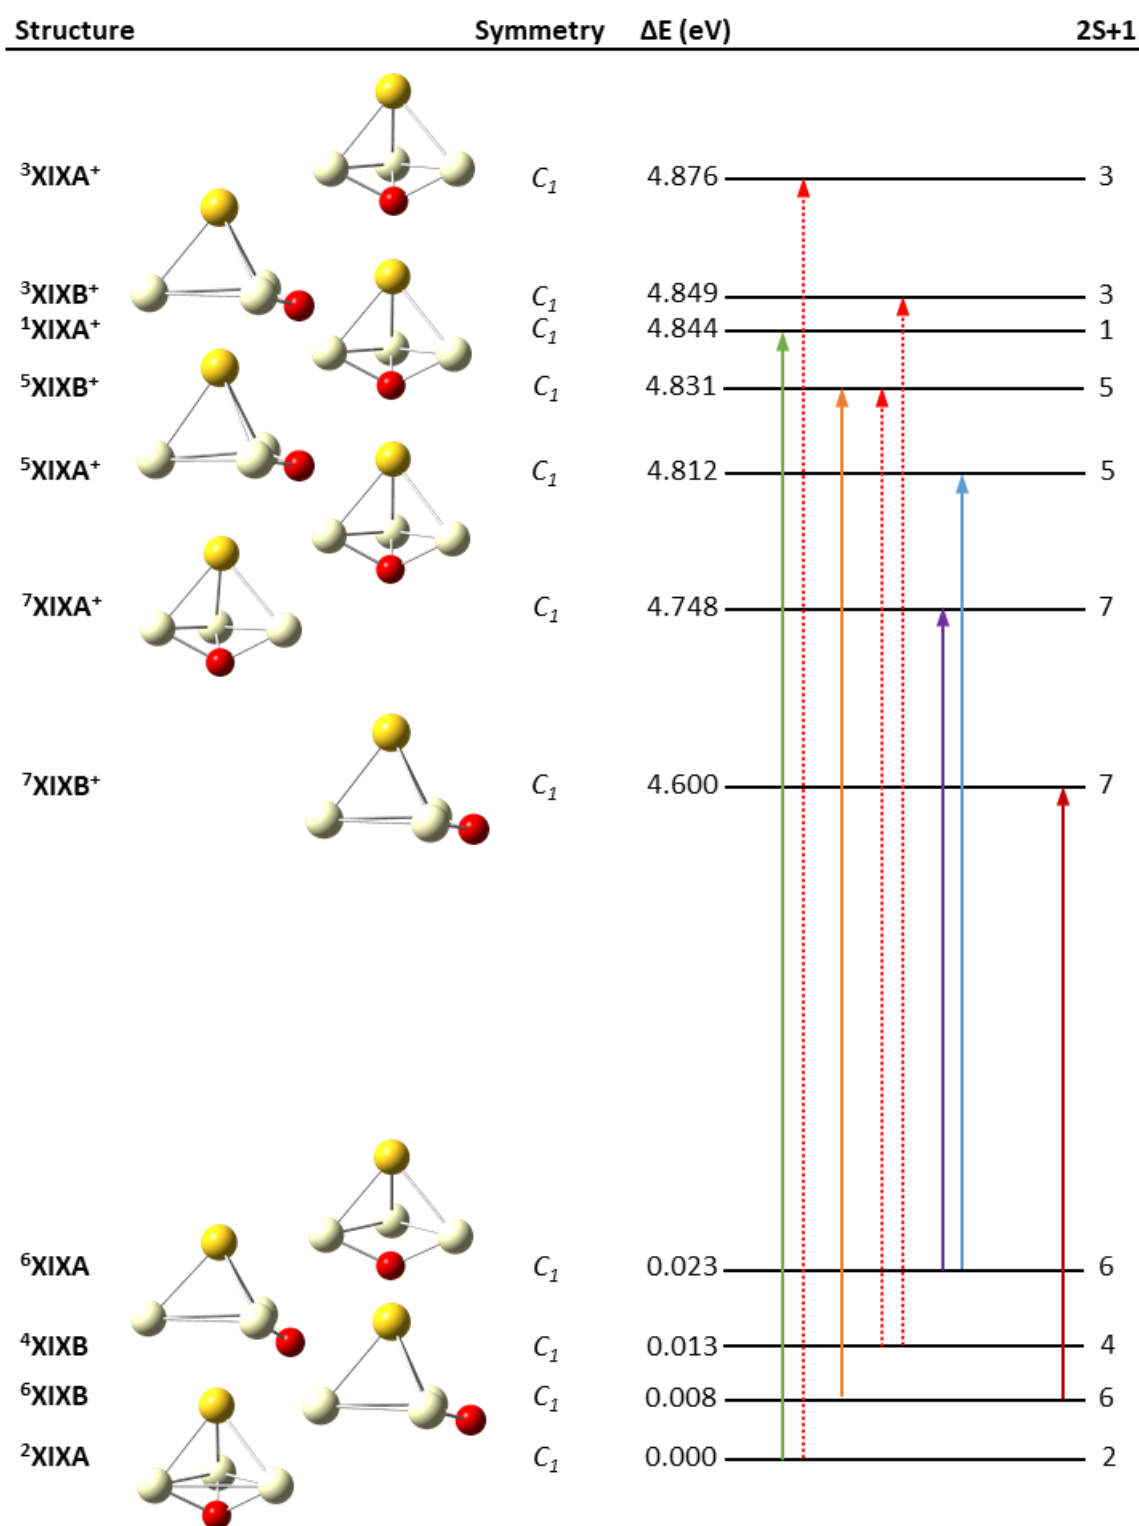 Structure Symmetry ΔE (eV) 2S+1
³XIXA⁺ C₁ 4.876 3
³XIXB⁺ C₁ 4.849 3
¹XIXA⁺ C₁ 4.844 1
⁵XIXB⁺ C₁ 4.831 5
⁵XIXA⁺ C₁ 4.812 5
⁷XIXA⁺ C₁ 4.748 7
⁷XIXB⁺ C₁ 4.600 7
⁶XIXA C₁ 0.023 6
⁴XIXB C₁ 0.013 4
⁶XIXB C₁ 0.008 6
²XIXA C₁ 0.000 2